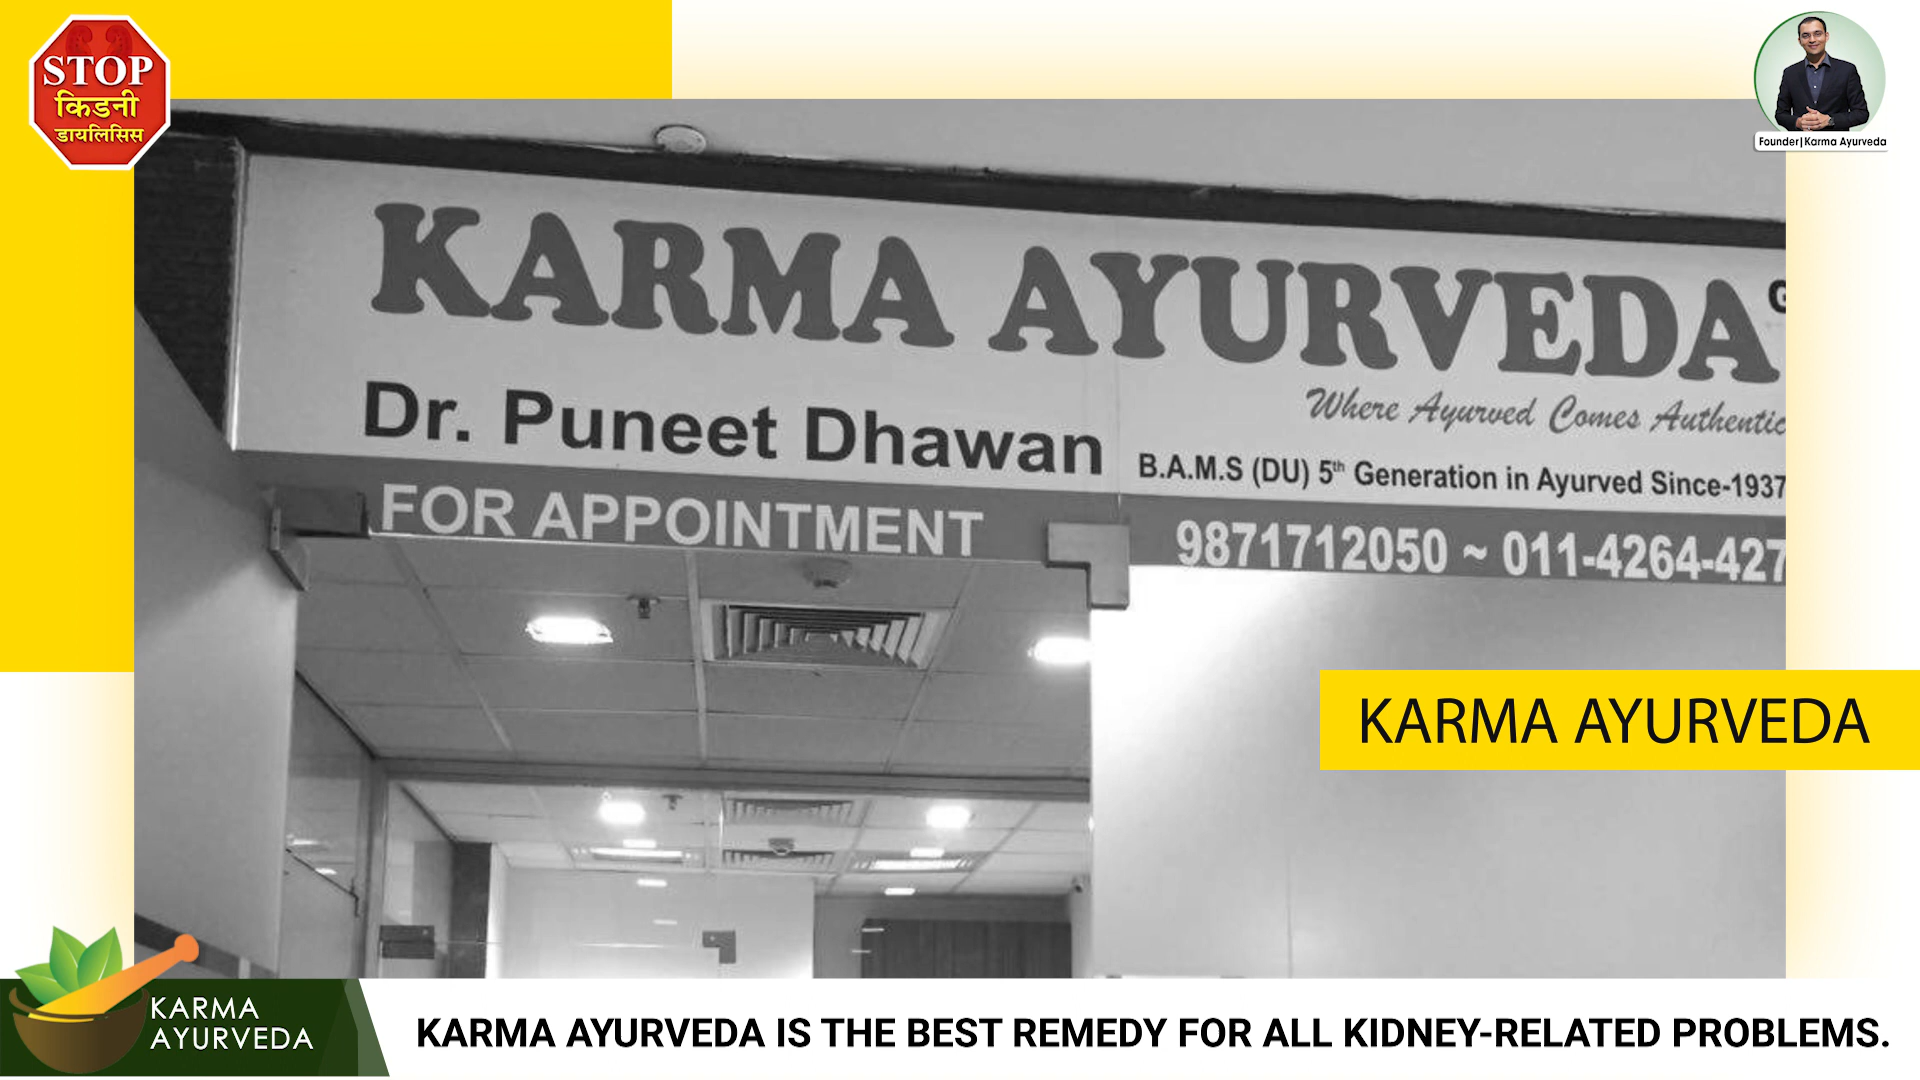 STOP
किडनी
डायलिसिस
Founder|Karma Ayurveda
KARMA AYURVEDA
Where Ayurved Comes Authentic
Dr. Puneet Dhawan
B.A.M.S (DU) 5th Generation in Ayurved Since-1937
FOR APPOINTMENT
9871712050 ~ 011-4264-427
KARMA AYURVEDA
KARMA
AYURVEDA
KARMA AYURVEDA IS THE BEST REMEDY FOR ALL KIDNEY-RELATED PROBLEMS.